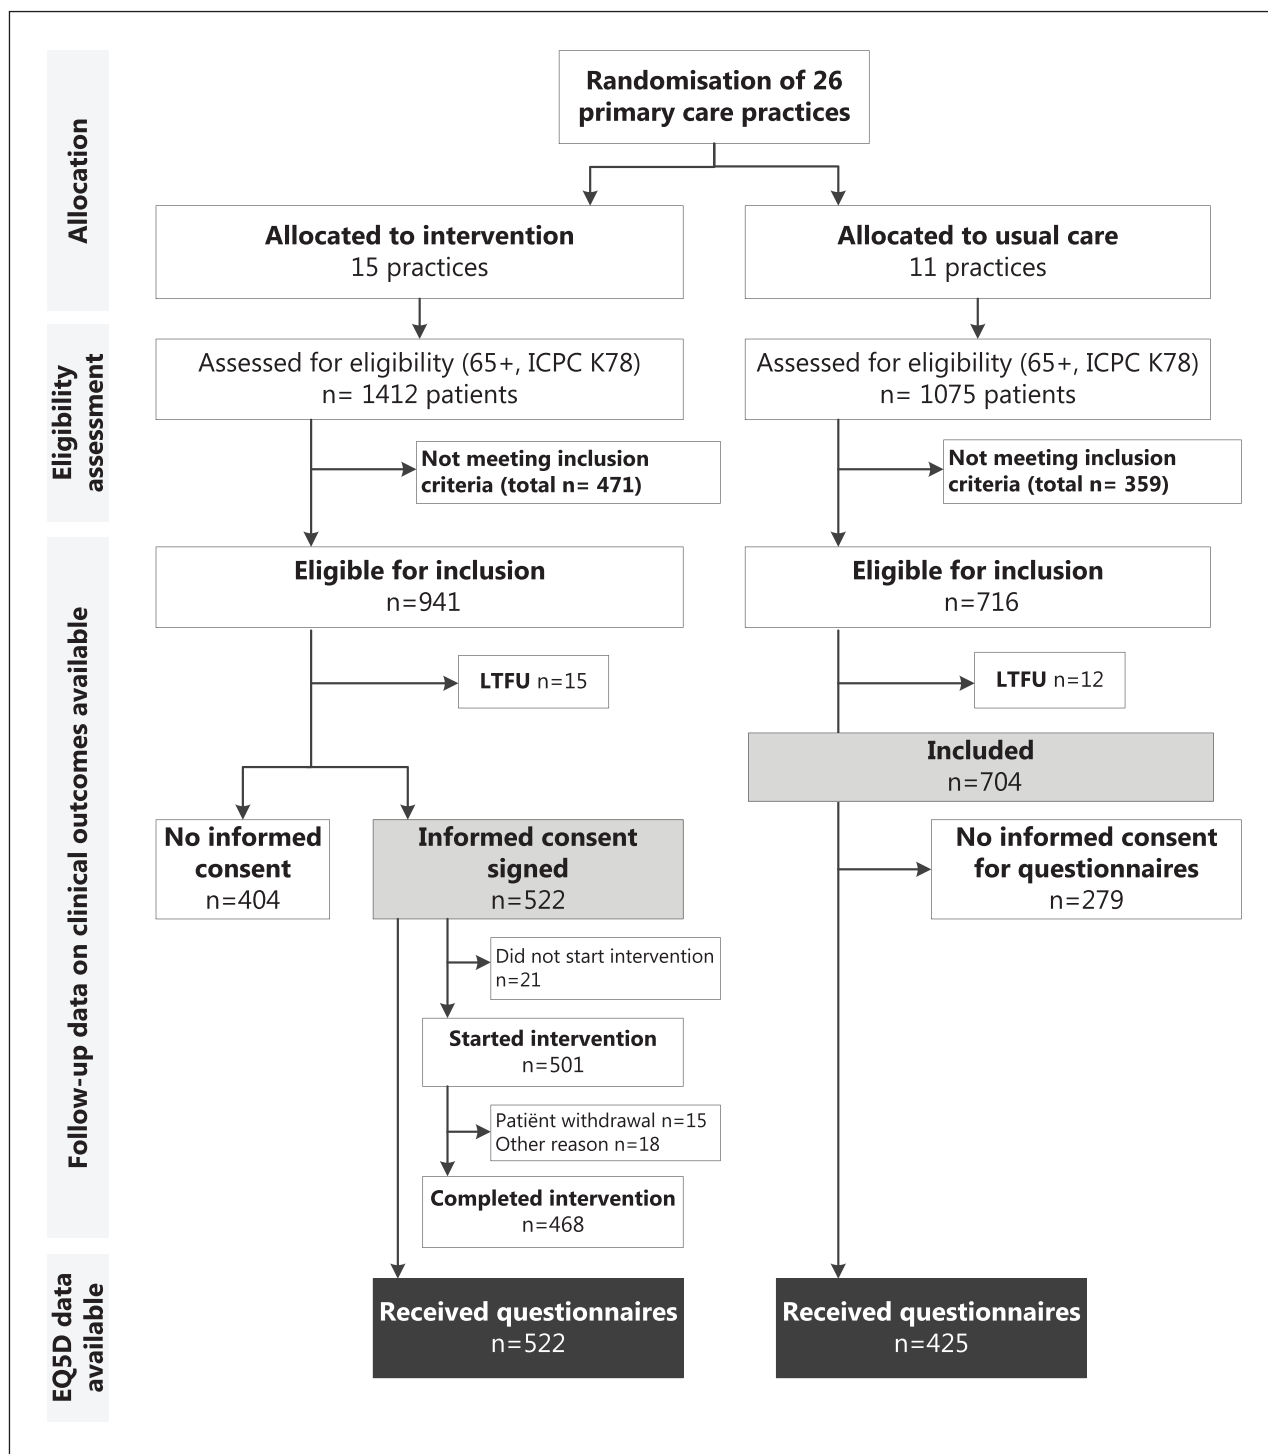 Allocation
Randomisation of 26
primary care practices
Allocated to intervention
15 practices
Allocated to usual care
11 practices
Eligibility
assessment
Assessed for eligibility (65+, ICPC K78)
n= 1412 patients
Assessed for eligibility (65+, ICPC K78)
n= 1075 patients
Not meeting inclusion
criteria (total n= 471)
Not meeting inclusion
criteria (total n= 359)
Follow-up data on clinical outcomes available
Eligible for inclusion
n=941
Eligible for inclusion
n=716
LTFU n=15
LTFU n=12
Included
n=704
No informed
consent
n=404
Informed consent
signed
n=522
No informed consent
for questionnaires
n=279
Did not start intervention
n=21
Started intervention
n=501
Patiënt withdrawal n=15
Other reason n=18
Completed intervention
n=468
EQ5D data
available
Received questionnaires
n=522
Received questionnaires
n=425